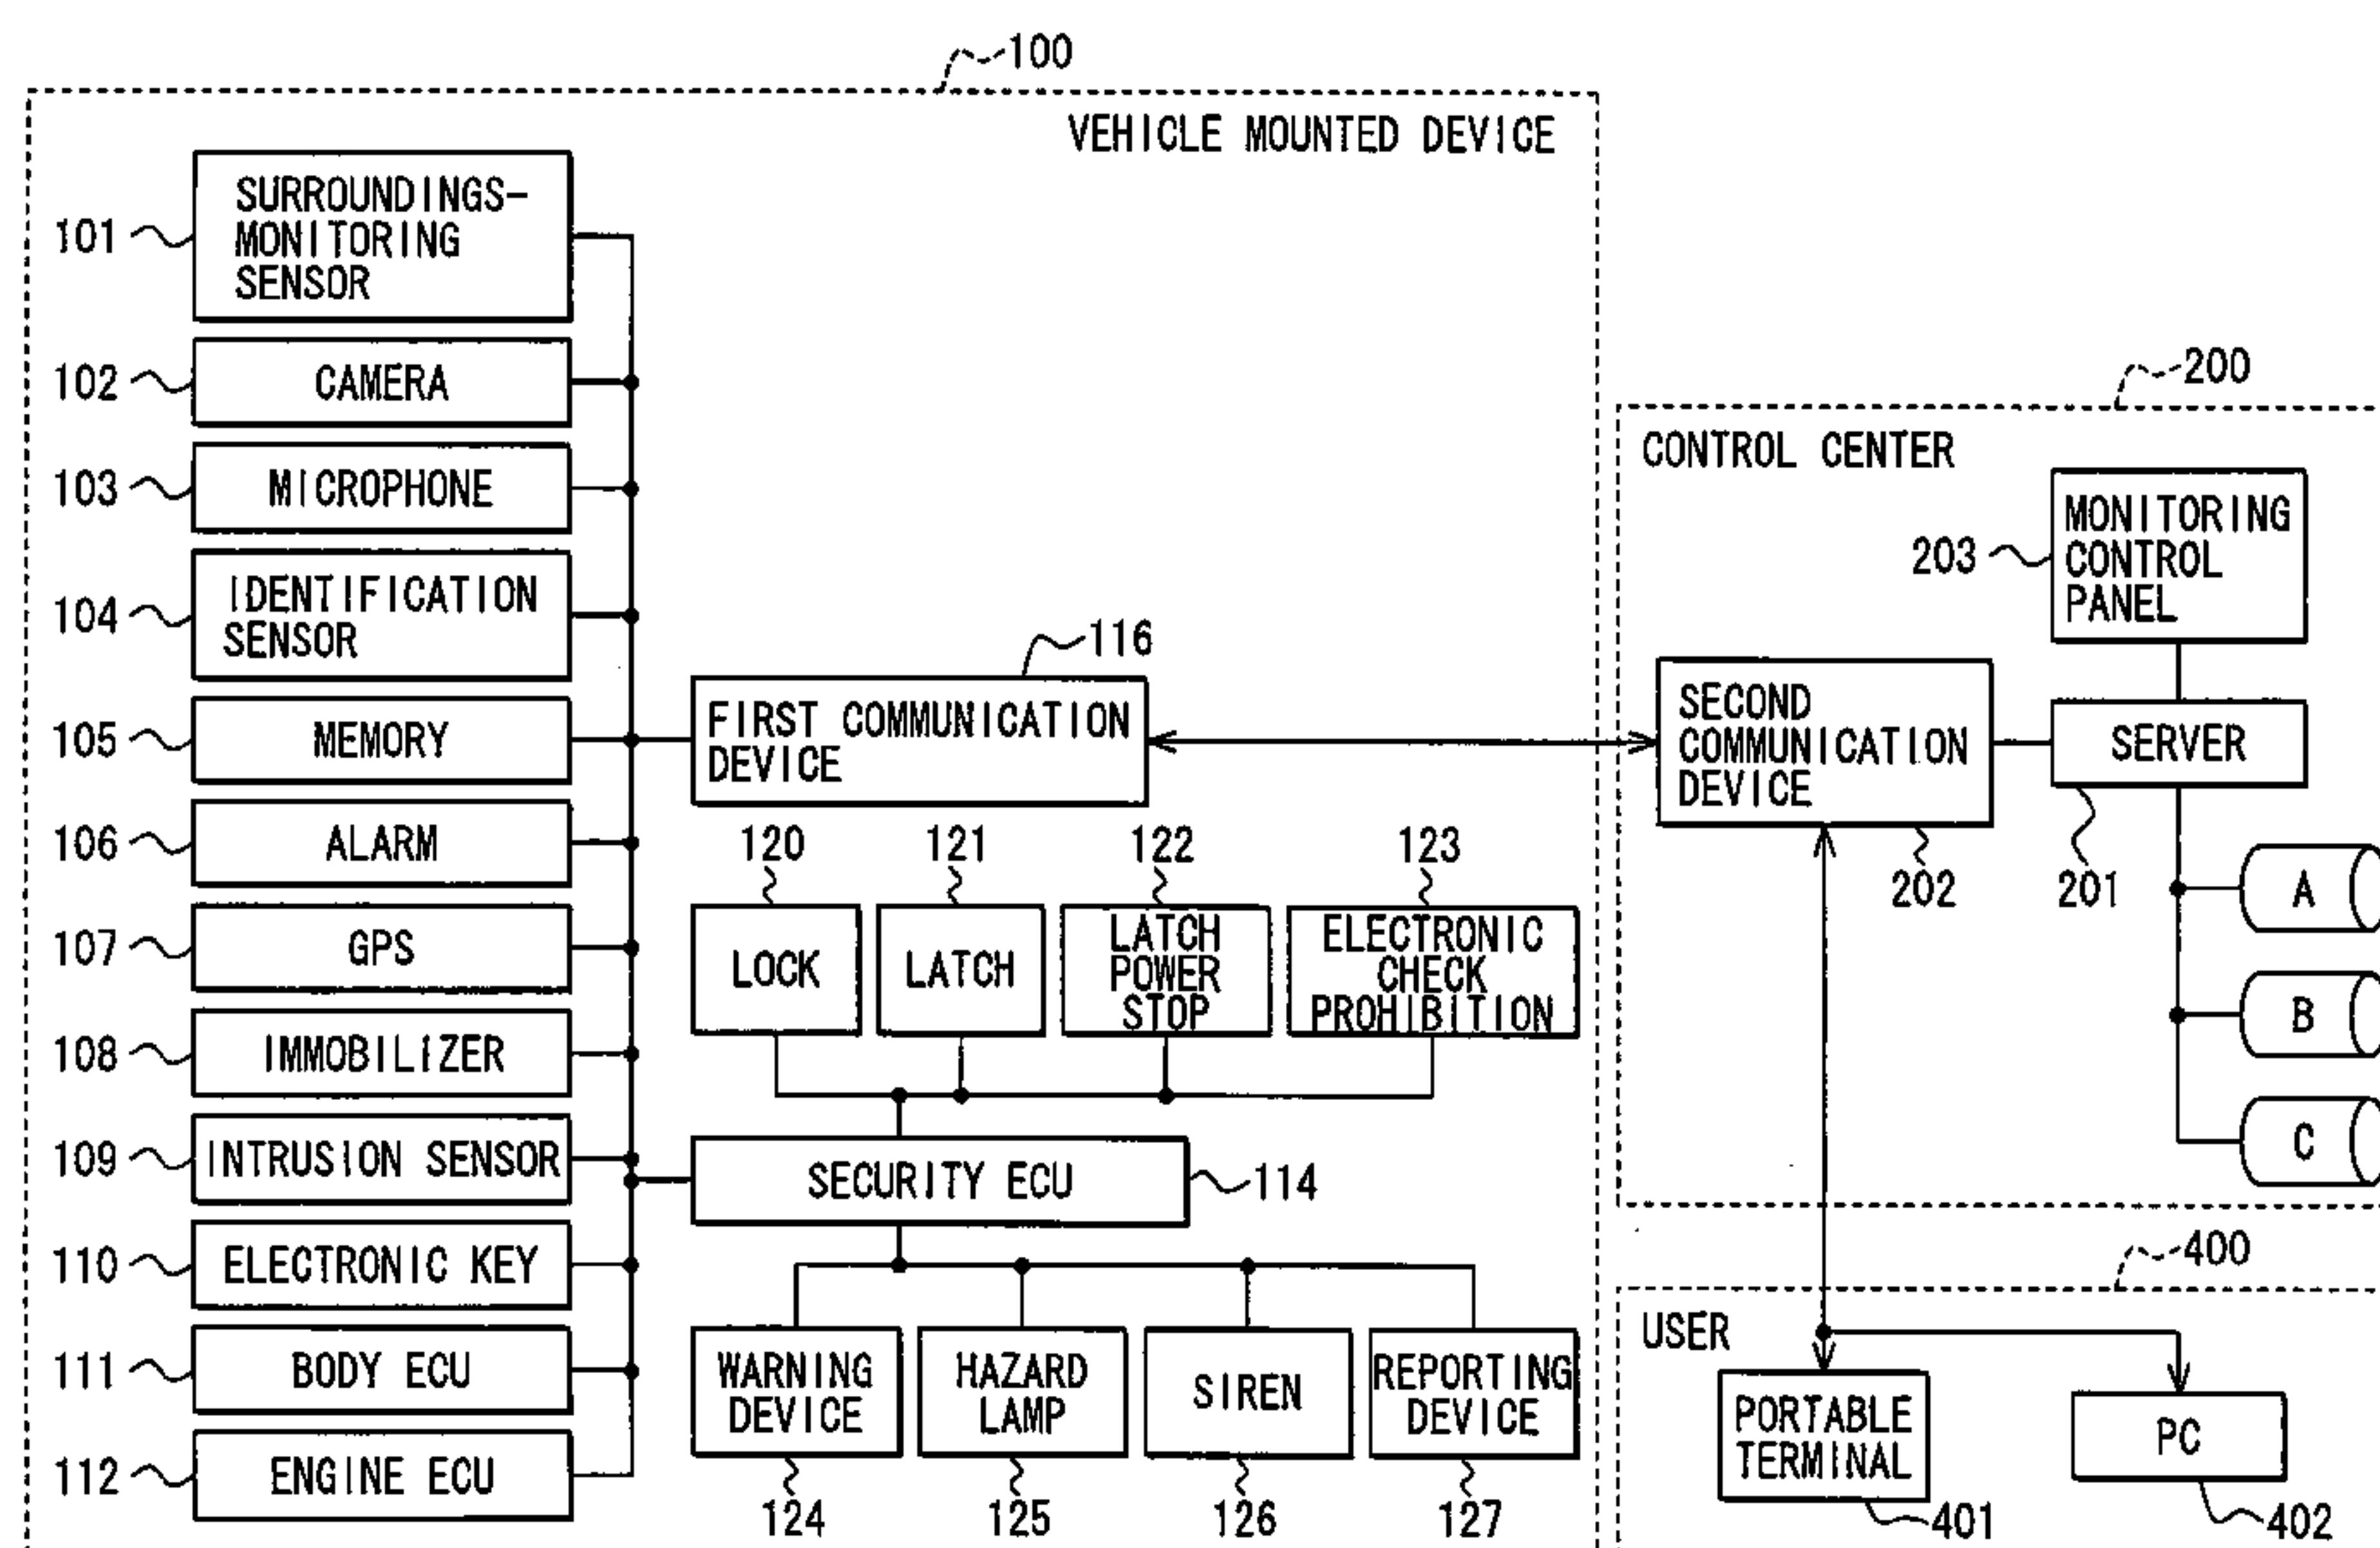 100
VEHICLE MOUNTED DEVICE
101
SURROUNDINGS-
MONITORING
SENSOR
102
CAMERA
103
MICROPHONE
104
IDENTIFICATION
SENSOR
105
MEMORY
106
ALARM
107
GPS
108
IMMOBILIZER
109
INTRUSION SENSOR
110
ELECTRONIC KEY
111
BODY ECU
112
ENGINE ECU
116
FIRST COMMUNICATION
DEVICE
120
121
122
123
LOCK
LATCH
LATCH
POWER
STOP
ELECTRONIC
CHECK
PROHIBITION
SECURITY ECU
114
WARNING
DEVICE
HAZARD
LAMP
SIREN
REPORTING
DEVICE
124
125
126
127
200
CONTROL CENTER
203
MONITORING
CONTROL
PANEL
SECOND
COMMUNICATION
DEVICE
SERVER
202
201
A
B
C
400
USER
PORTABLE
TERMINAL
PC
401
402